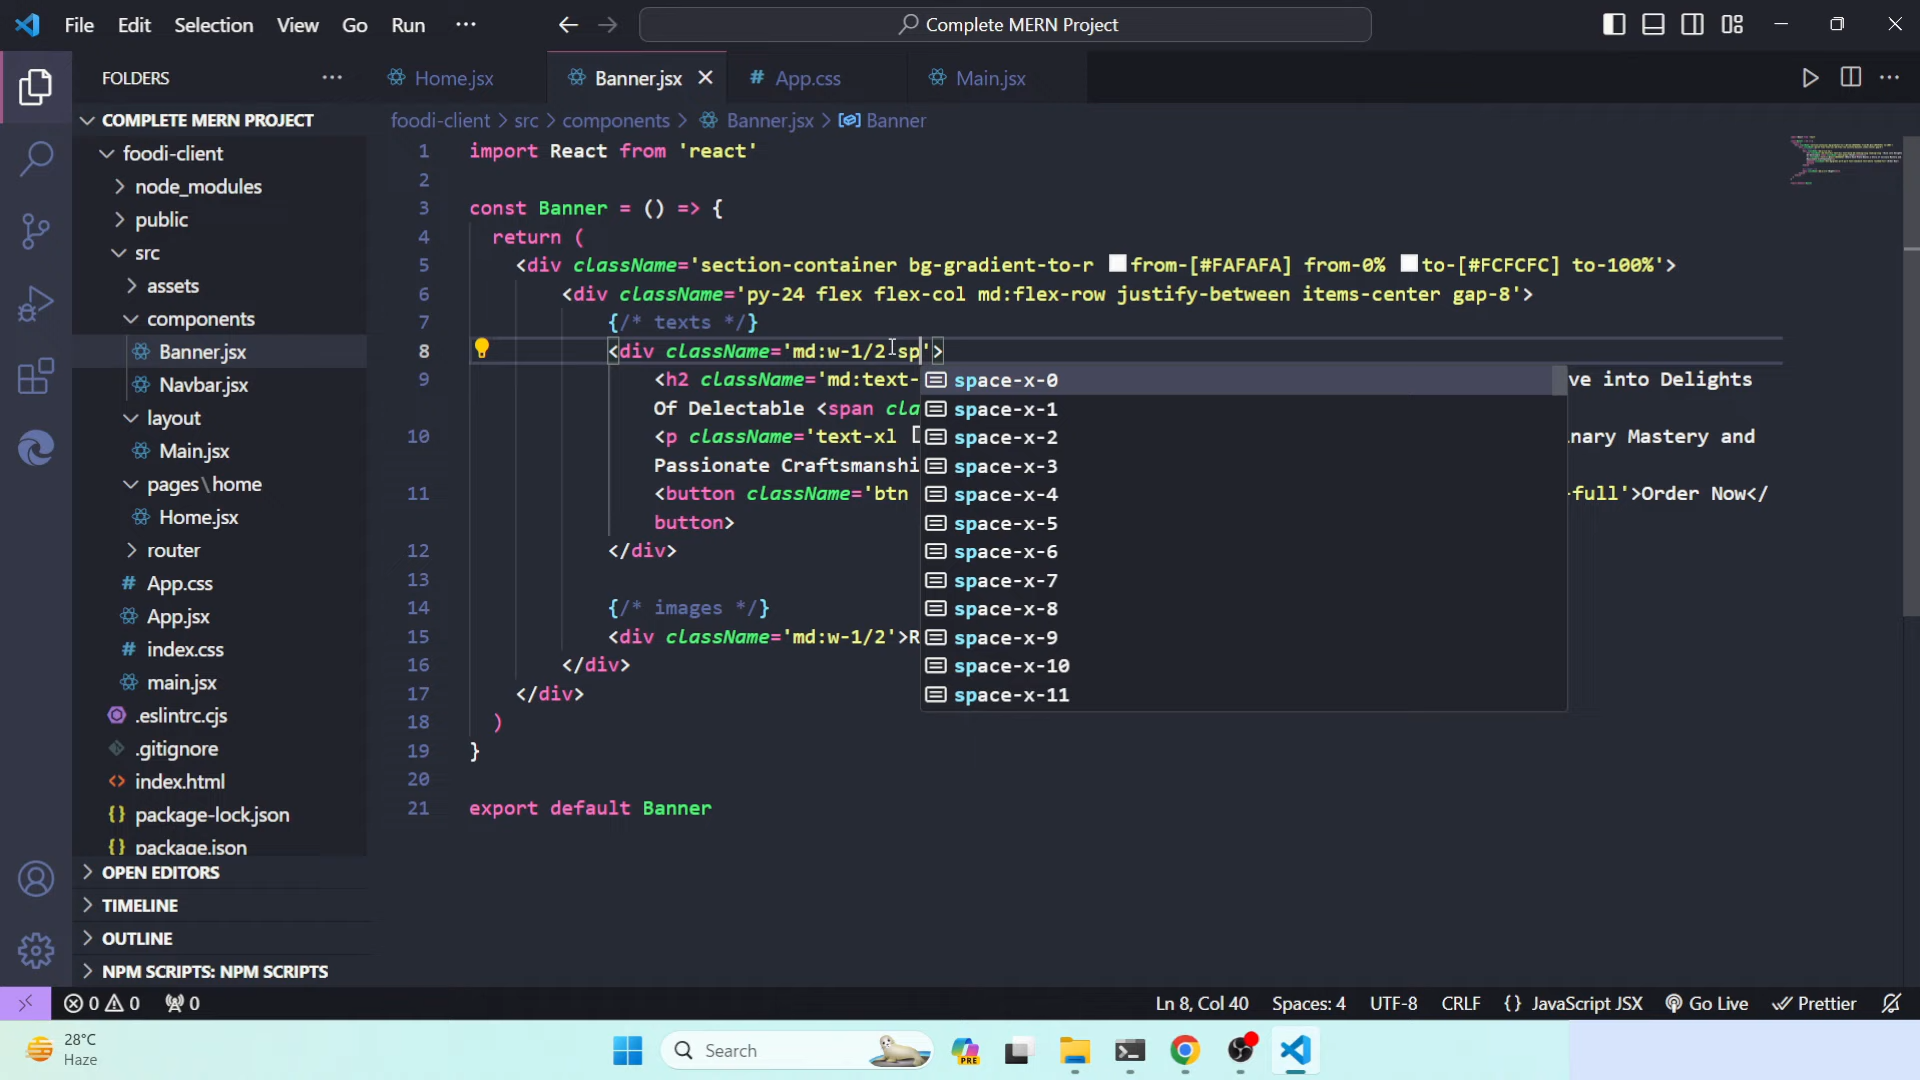 File Edit Selection View Go Run ··· Complete MERN Project
FOLDERS ···
Home.jsx Banner.jsx # App.css Main.jsx ···
COMPLETE MERN PROJECT
foodi-client > src > components > Banner.jsx > Banner
foodi-client
node_modules
public
src
assets
components
Banner.jsx
Navbar.jsx
layout
Main.jsx
pages\home
Home.jsx
router
# App.css
App.jsx
# index.css
main.jsx
.eslintrc.cjs
.gitignore
<> index.html
{} package-lock.json
{} package.json
OPEN EDITORS
TIMELINE
OUTLINE
NPM SCRIPTS: NPM SCRIPTS
1 import React from 'react'
2
3 const Banner = () => {
4 return (
5 <div className='section-container bg-gradient-to-r from-[#FAFAFA] from-0% to-[#FCFCFC] to-100%'>
6 <div className='py-24 flex flex-col md:flex-row justify-between items-center gap-8'>
7 {/* texts */}
8 <div className='md:w-1/2 sp'>
9 <h2 className='md:text- ve into Delights
Of Delectable <span cla
10 <p className='text-xl inary Mastery and
Passionate Craftsmanshi
11 <button className='btn -full'>Order Now</
button>
12 </div>
13
14 {/* images */}
15 <div className='md:w-1/2'>R
16 </div>
17 </div>
18 )
19 }
20
21 export default Banner
space-x-0
space-x-1
space-x-2
space-x-3
space-x-4
space-x-5
space-x-6
space-x-7
space-x-8
space-x-9
space-x-10
space-x-11
0 0 0 Ln 8, Col 40 Spaces: 4 UTF-8 CRLF {} JavaScript JSX Go Live Prettier
28°C
Haze
Search
PRE